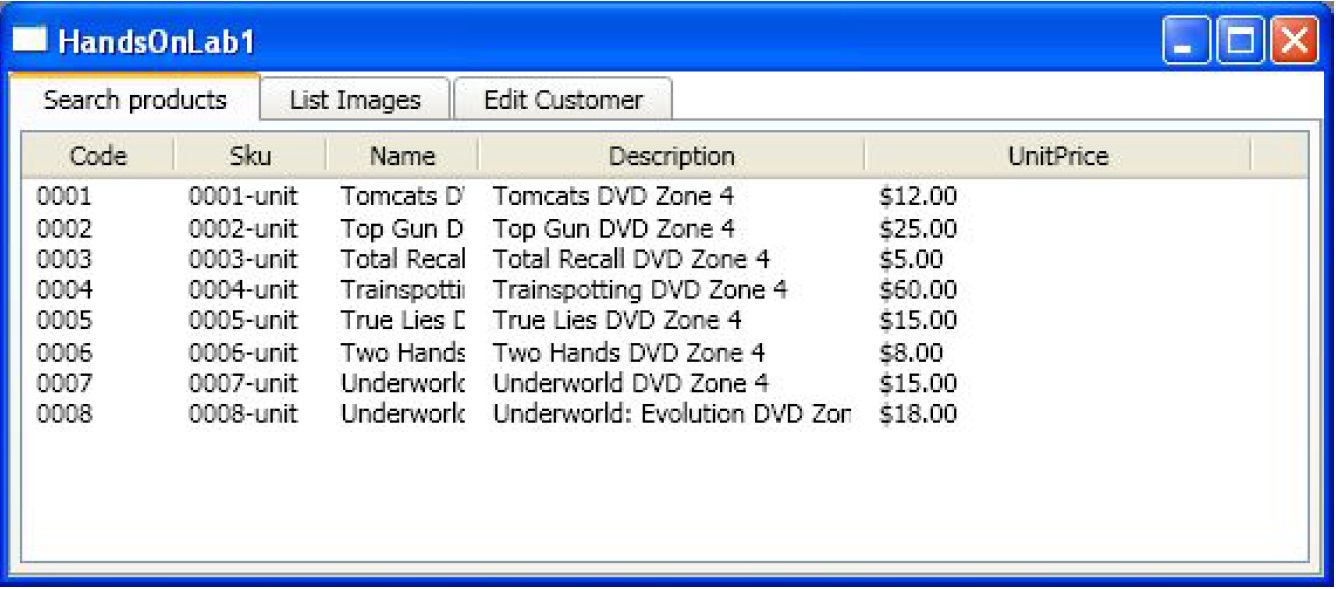 HandsOnLab1
Search products List Images Edit Customer
Code Sku Name Description UnitPrice
0001 0001-unit Tomcats D Tomcats DVD Zone 4 $12.00
0002 0002-unit Top Gun D Top Gun DVD Zone 4 $25.00
0003 0003-unit Total Recal Total Recall DVD Zone 4 $5.00
0004 0004-unit Trainspotti Trainspotting DVD Zone 4 $60.00
0005 0005-unit True Lies D True Lies DVD Zone 4 $15.00
0006 0006-unit Two Hands Two Hands DVD Zone 4 $8.00
0007 0007-unit Underworl Underworld DVD Zone 4 $15.00
0008 0008-unit Underworl Underworld: Evolution DVD Zon $18.00